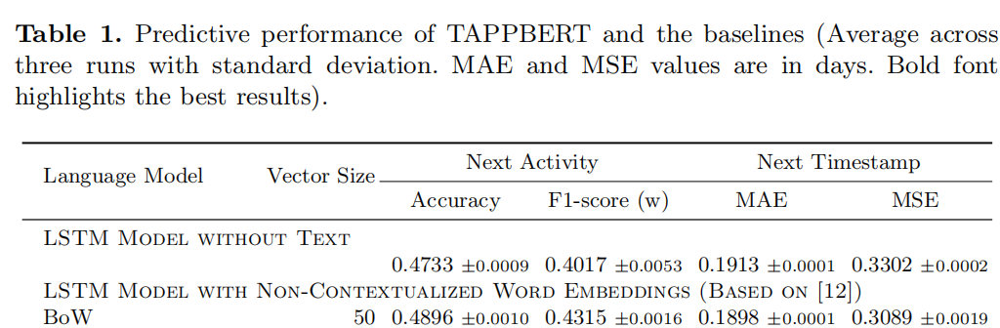 Table 1. Predictive performance of TAPPBERT and the baselines (Average across
three runs with standard deviation. MAE and MSE values are in days. Bold font
highlights the best results).
Language Model Vector Size Next Activity Next Timestamp
Accuracy F1-score (w) MAE MSE
LSTM Model without Text
0.4733 ±0.0009 0.4017 ±0.0053 0.1913 ±0.0001 0.3302 ±0.0002
LSTM Model with Non-Contextualized Word Embeddings (Based on [12])
BoW 50 0.4896 ±0.0010 0.4315 ±0.0016 0.1898 ±0.0001 0.3089 ±0.0019